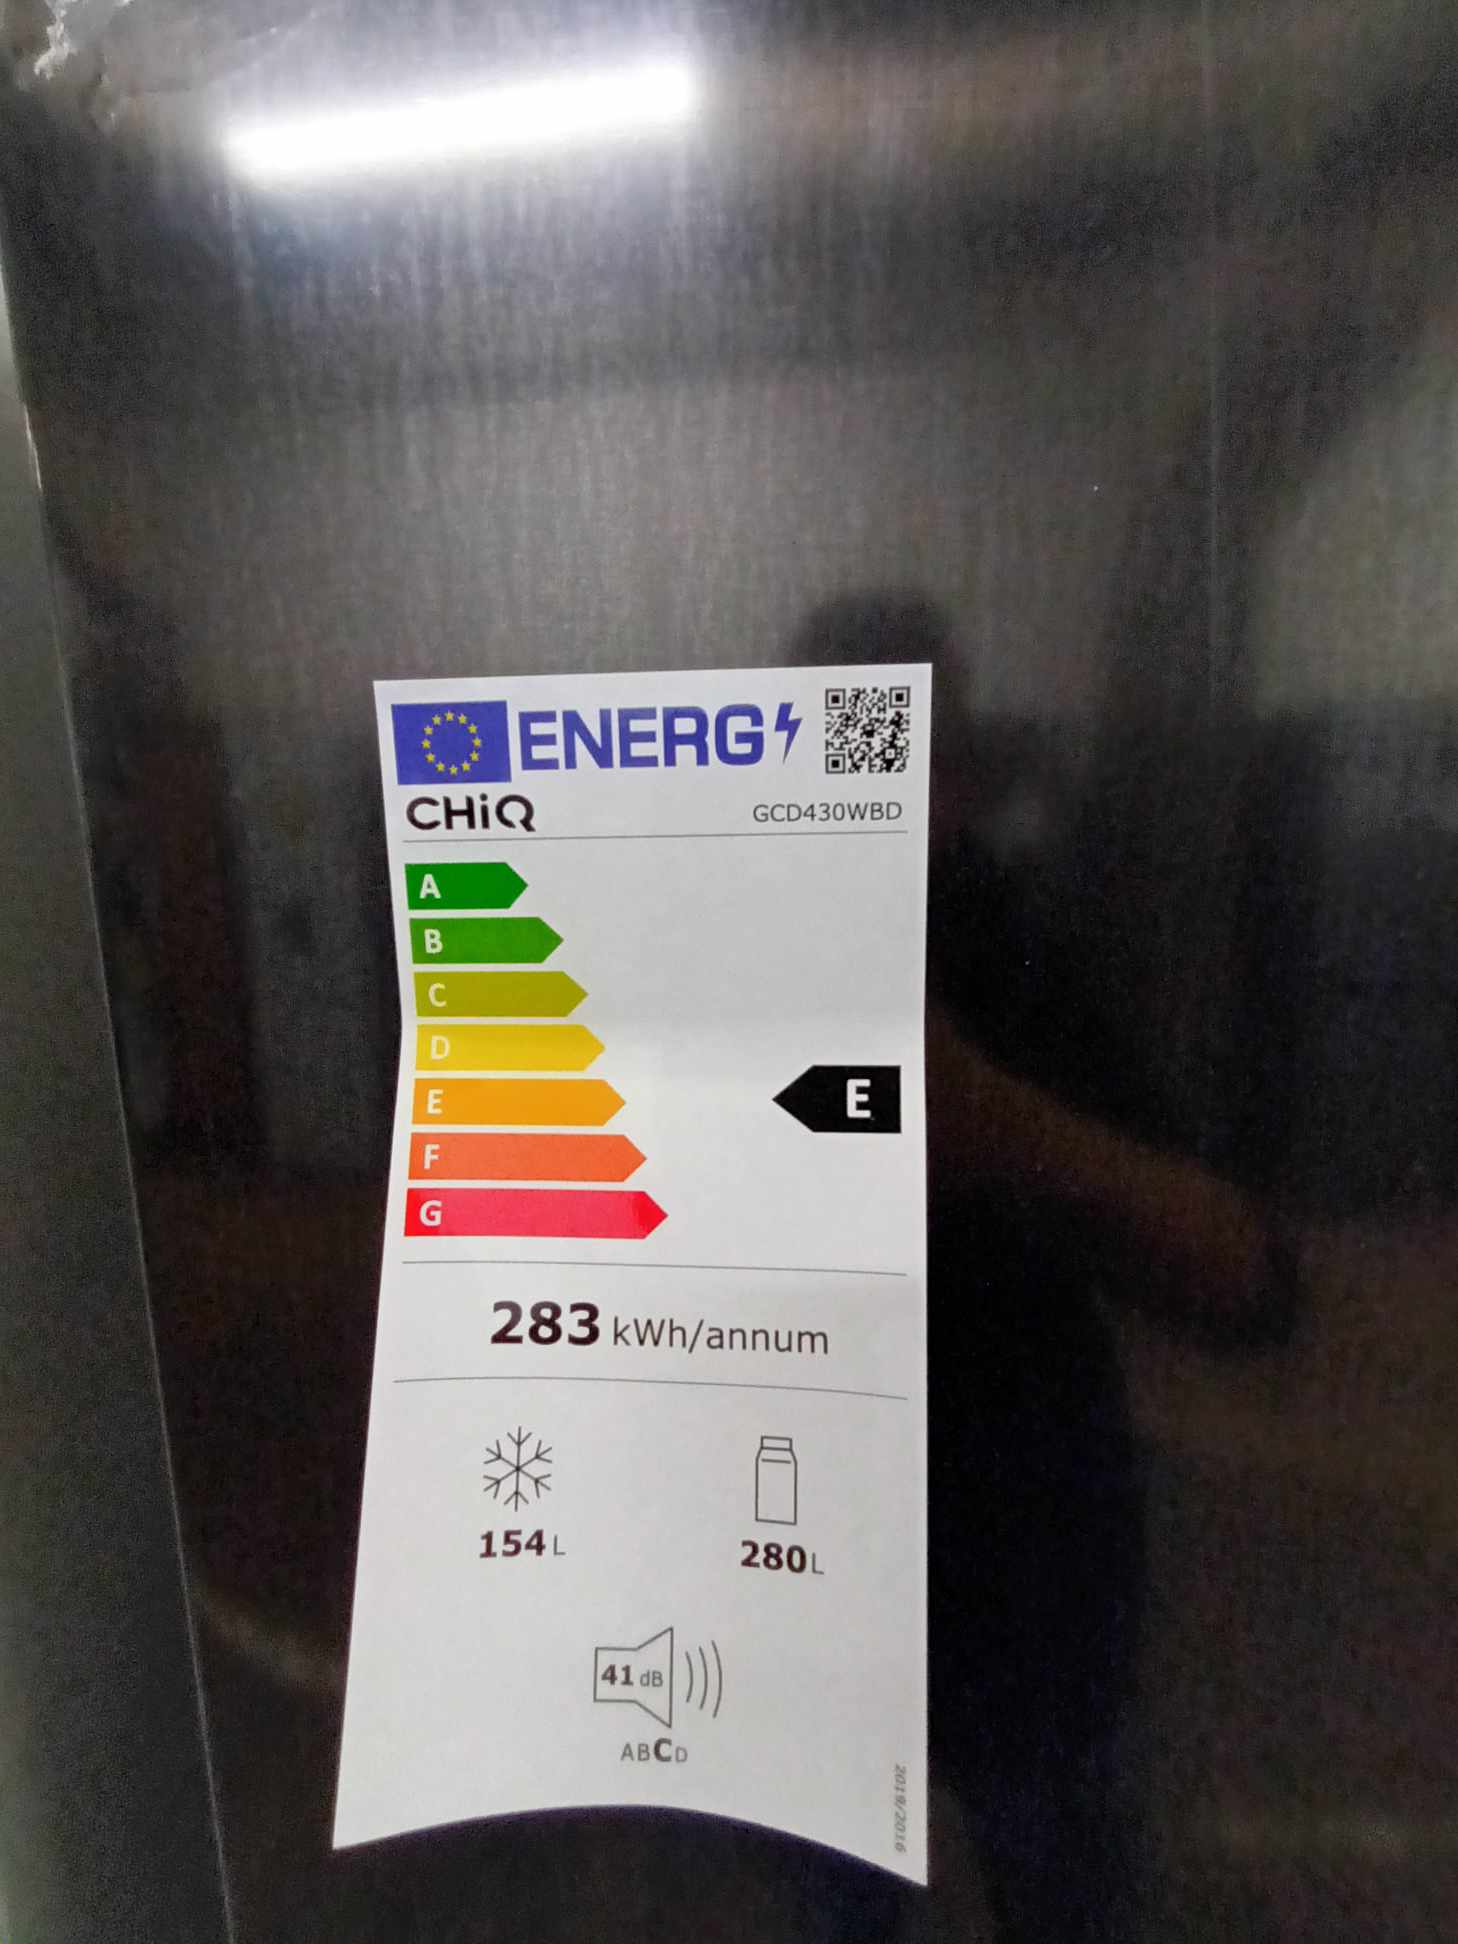 ENERG
CHiQ GCD430WBD
A
B
C
D
E
E
F
G
283 kWh/annum
154 L 280 L
41 dB
ABCD
2019/2016